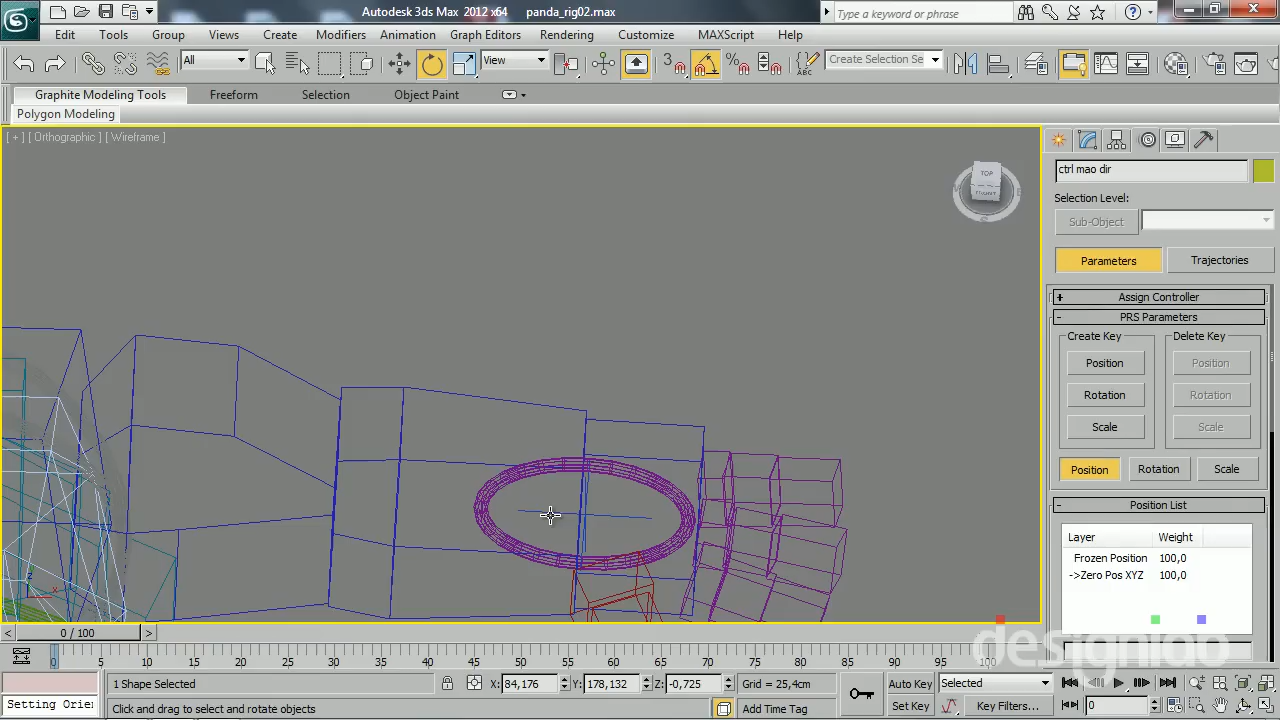 Autodesk 3ds Max 2012 x64 panda_rig02.max
Type a keyword or phrase
Edit Tools Group Views Create Modifiers Animation Graph Editors Rendering Customize MAXScript Help
All View 3 % ABC Create Selection Se
Graphite Modeling Tools Freeform Selection Object Paint
Polygon Modeling
[ + ] [ Orthographic ] [ Wireframe ]
TOP
ctrl mao dir
Selection Level:
Sub-Object
Parameters Trajectories
+ Assign Controller
- PRS Parameters
Create Key Delete Key
Position Position
Rotation Rotation
Scale Scale
Position Rotation Scale
- Position List
Layer Weight
Frozen Position 100,0
->Zero Pos XYZ 100,0
designioo
< 0 / 100 >
0 5 10 15 20 25 30 35 40 45 50 55 60 65 70 75 80 85 90 95 100
1 Shape Selected X: 84,176 Y: 178,132 Z: -0,725 Grid = 25,4cm Auto Key Selected
Setting Orie Click and drag to select and rotate objects Add Time Tag Set Key Key Filters... 0